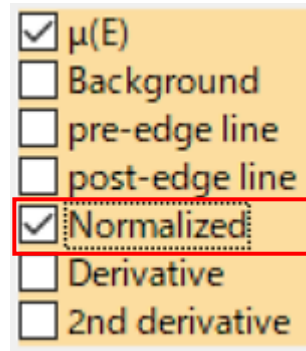 μ(E)
Background
pre-edge line
post-edge line
Normalized
Derivative
2nd derivative